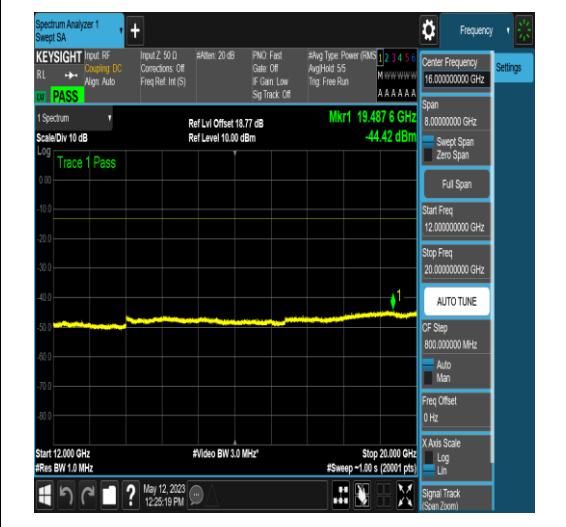 Spectrum Analyzer 1
Swept SA
+
Frequency
KEYSIGHT
RL
Input: RF
Coupling: DC
Align: Auto
Input Z: 50 Ω
Corrections: Off
Freq Ref: Int (S)
#Atten: 20 dB
PNO: Fast
Gate: Off
IF Gain: Low
Sig Track: Off
#Avg Type: Power (RMS
Avg|Hold: 5/5
Trig: Free Run
1 2 3 4 5 6
M W W W W W
A A A A A A
PASS
Center Frequency
16.000000000 GHz
Settings
Span
8.00000000 GHz
Swept Span
Zero Span
Full Span
Start Freq
12.000000000 GHz
Stop Freq
20.000000000 GHz
AUTO TUNE
CF Step
800.000000 MHz
Auto
Man
Freq Offset
0 Hz
X Axis Scale
Log
Lin
Signal Track
(Span Zoom)
1 Spectrum
Scale/Div 10 dB
Ref Lvl Offset 18.77 dB
Ref Level 10.00 dBm
Mkr1 19.487 6 GHz
-44.42 dBm
Log
Trace 1 Pass
0.00
-10.0
-20.0
-30.0
-40.0
1
-50.0
-60.0
-70.0
-80.0
Start 12.000 GHz
#Res BW 1.0 MHz
#Video BW 3.0 MHz*
Stop 20.000 GHz
#Sweep ~1.00 s (20001 pts)
?
May 12, 2023
12:25:19 PM